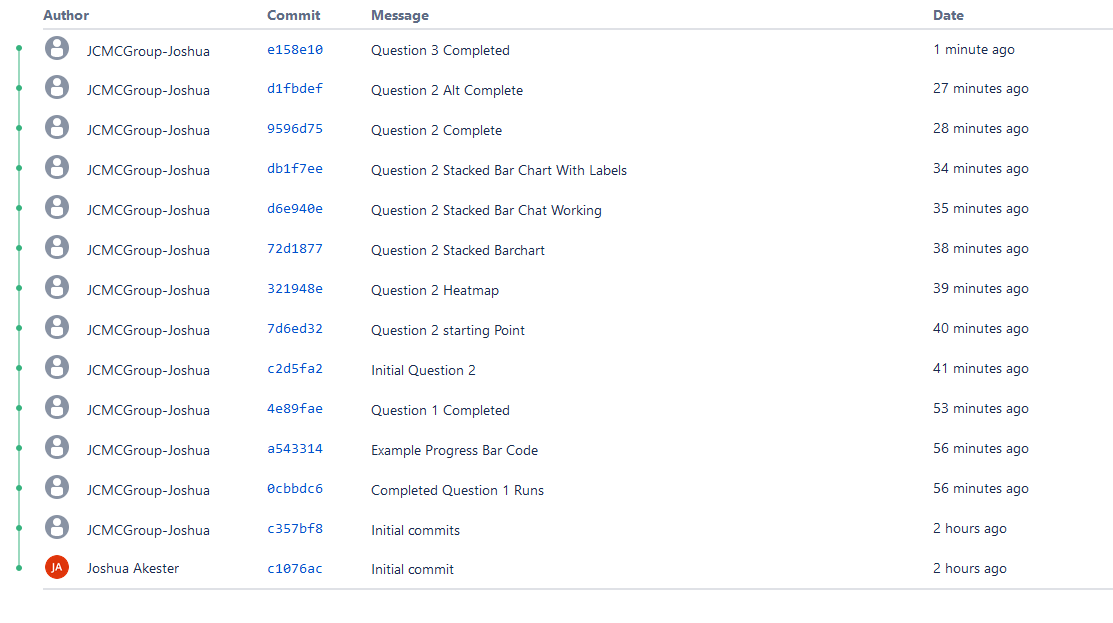 Author Commit Message Date
JCMCGroup-Joshua e158e10 Question 3 Completed 1 minute ago
JCMCGroup-Joshua d1fbdef Question 2 Alt Complete 27 minutes ago
JCMCGroup-Joshua 9596d75 Question 2 Complete 28 minutes ago
JCMCGroup-Joshua db1f7ee Question 2 Stacked Bar Chart With Labels 34 minutes ago
JCMCGroup-Joshua d6e940e Question 2 Stacked Bar Chat Working 35 minutes ago
JCMCGroup-Joshua 72d1877 Question 2 Stacked Barchart 38 minutes ago
JCMCGroup-Joshua 321948e Question 2 Heatmap 39 minutes ago
JCMCGroup-Joshua 7d6ed32 Question 2 starting Point 40 minutes ago
JCMCGroup-Joshua c2d5fa2 Initial Question 2 41 minutes ago
JCMCGroup-Joshua 4e89fae Question 1 Completed 53 minutes ago
JCMCGroup-Joshua a543314 Example Progress Bar Code 56 minutes ago
JCMCGroup-Joshua 0cbbdc6 Completed Question 1 Runs 56 minutes ago
JCMCGroup-Joshua c357bf8 Initial commits 2 hours ago
JA Joshua Akester c1076ac Initial commit 2 hours ago